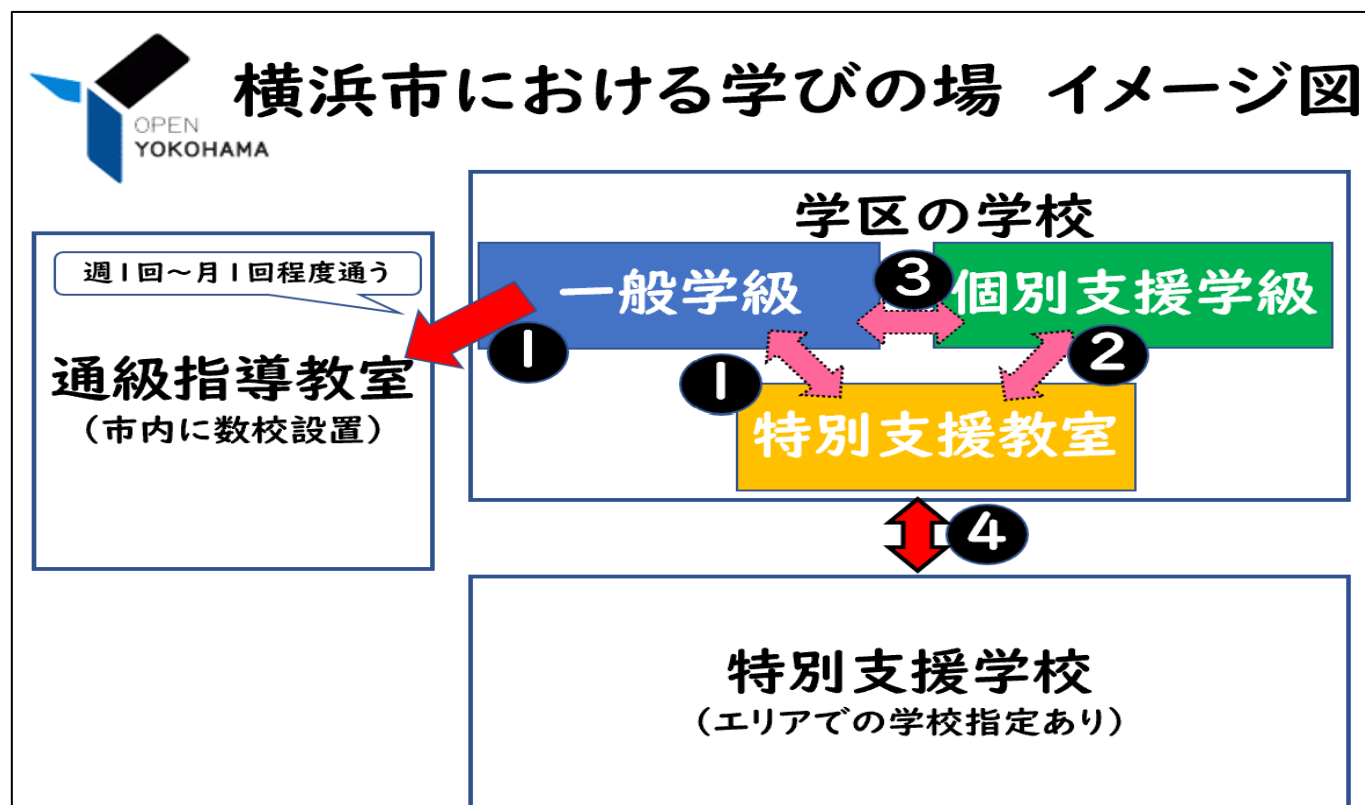 OPEN
YOKOHAMA
横浜市における学びの場 イメージ図
学区の学校
週1回～月1回程度通う
一般学級
3
個別支援学級
1
通級指導教室
（市内に数校設置）
1
2
特別支援教室
4
特別支援学校
（エリアでの学校指定あり）